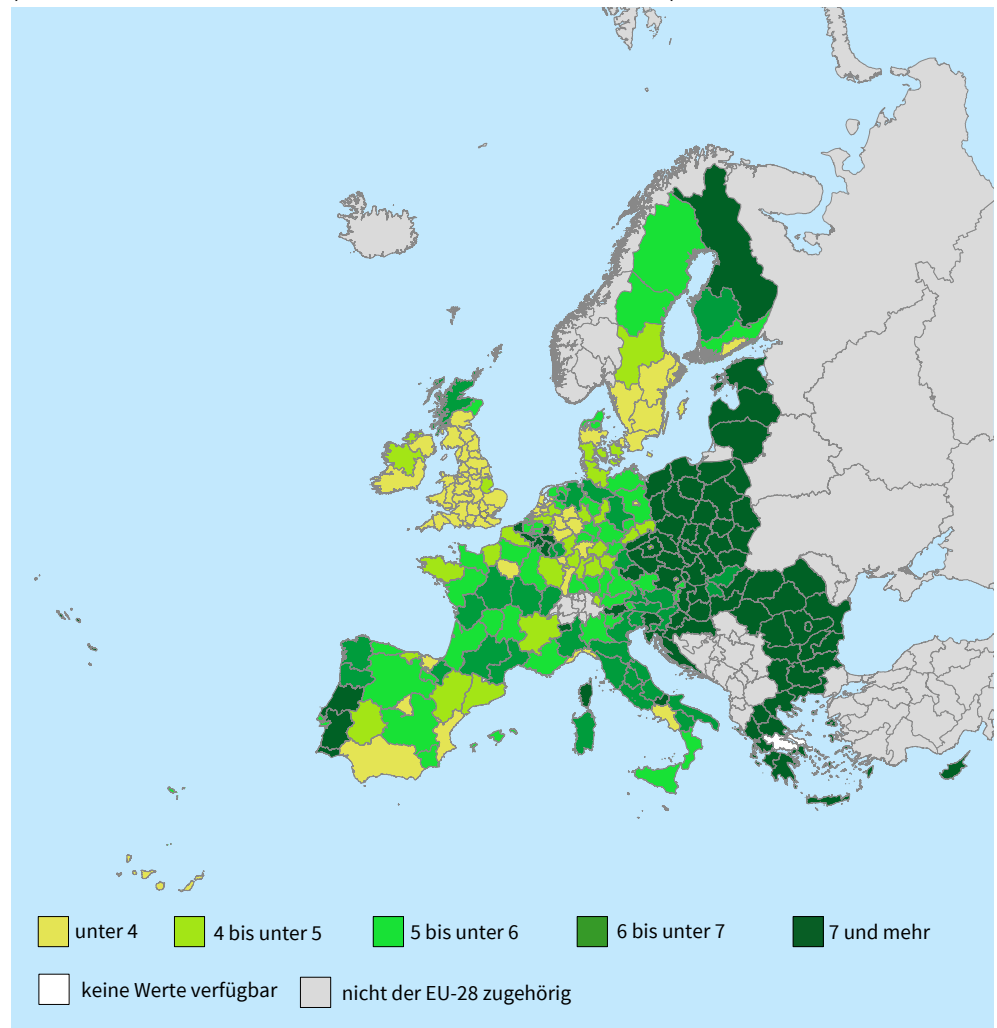 unter 4 4 bis unter 5 5 bis unter 6 6 bis unter 7 7 und mehr
keine Werte verfügbar nicht der EU-28 zugehörig